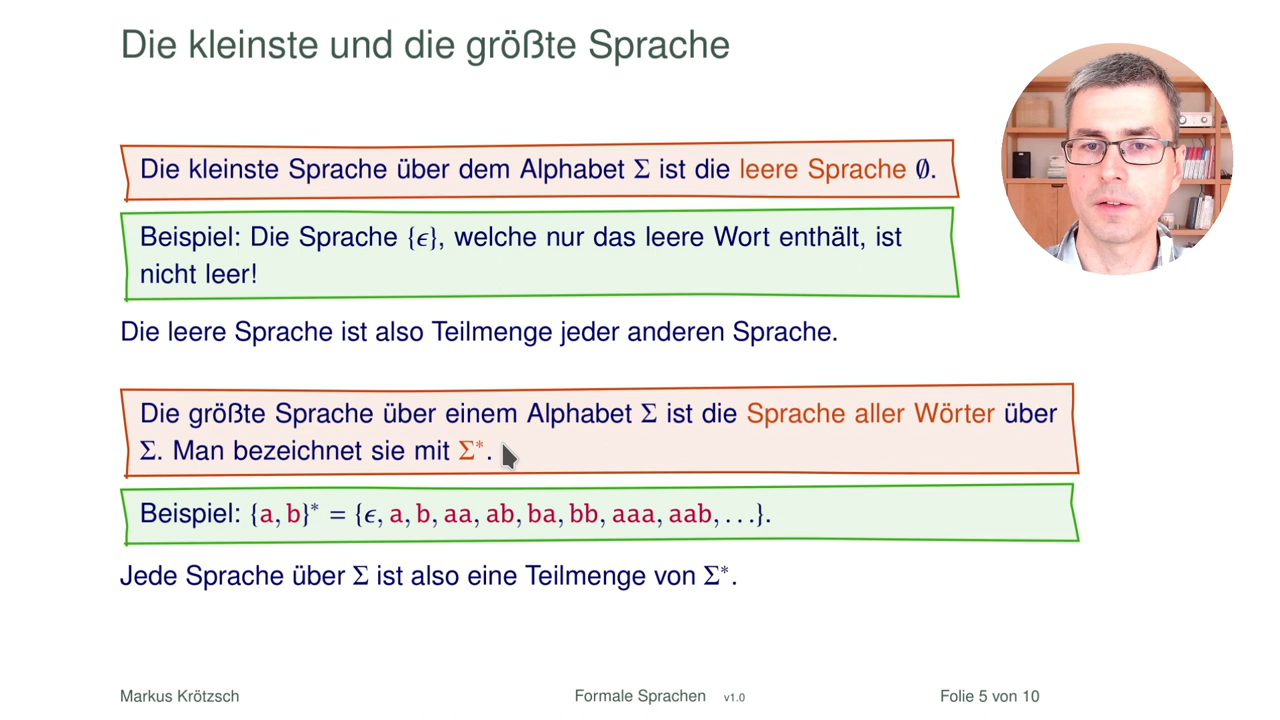 Die kleinste und die größte Sprache
Die kleinste Sprache über dem Alphabet Σ ist die leere Sprache ∅.
Beispiel: Die Sprache {ϵ}, welche nur das leere Wort enthält, ist
nicht leer!
Die leere Sprache ist also Teilmenge jeder anderen Sprache.
Die größte Sprache über einem Alphabet Σ ist die Sprache aller Wörter über
Σ. Man bezeichnet sie mit Σ*.
Beispiel: {a, b}* = {ϵ, a, b, aa, ab, ba, bb, aaa, aab, . . .}.
Jede Sprache über Σ ist also eine Teilmenge von Σ*.
Markus Krötzsch Formale Sprachen v1.0 Folie 5 von 10